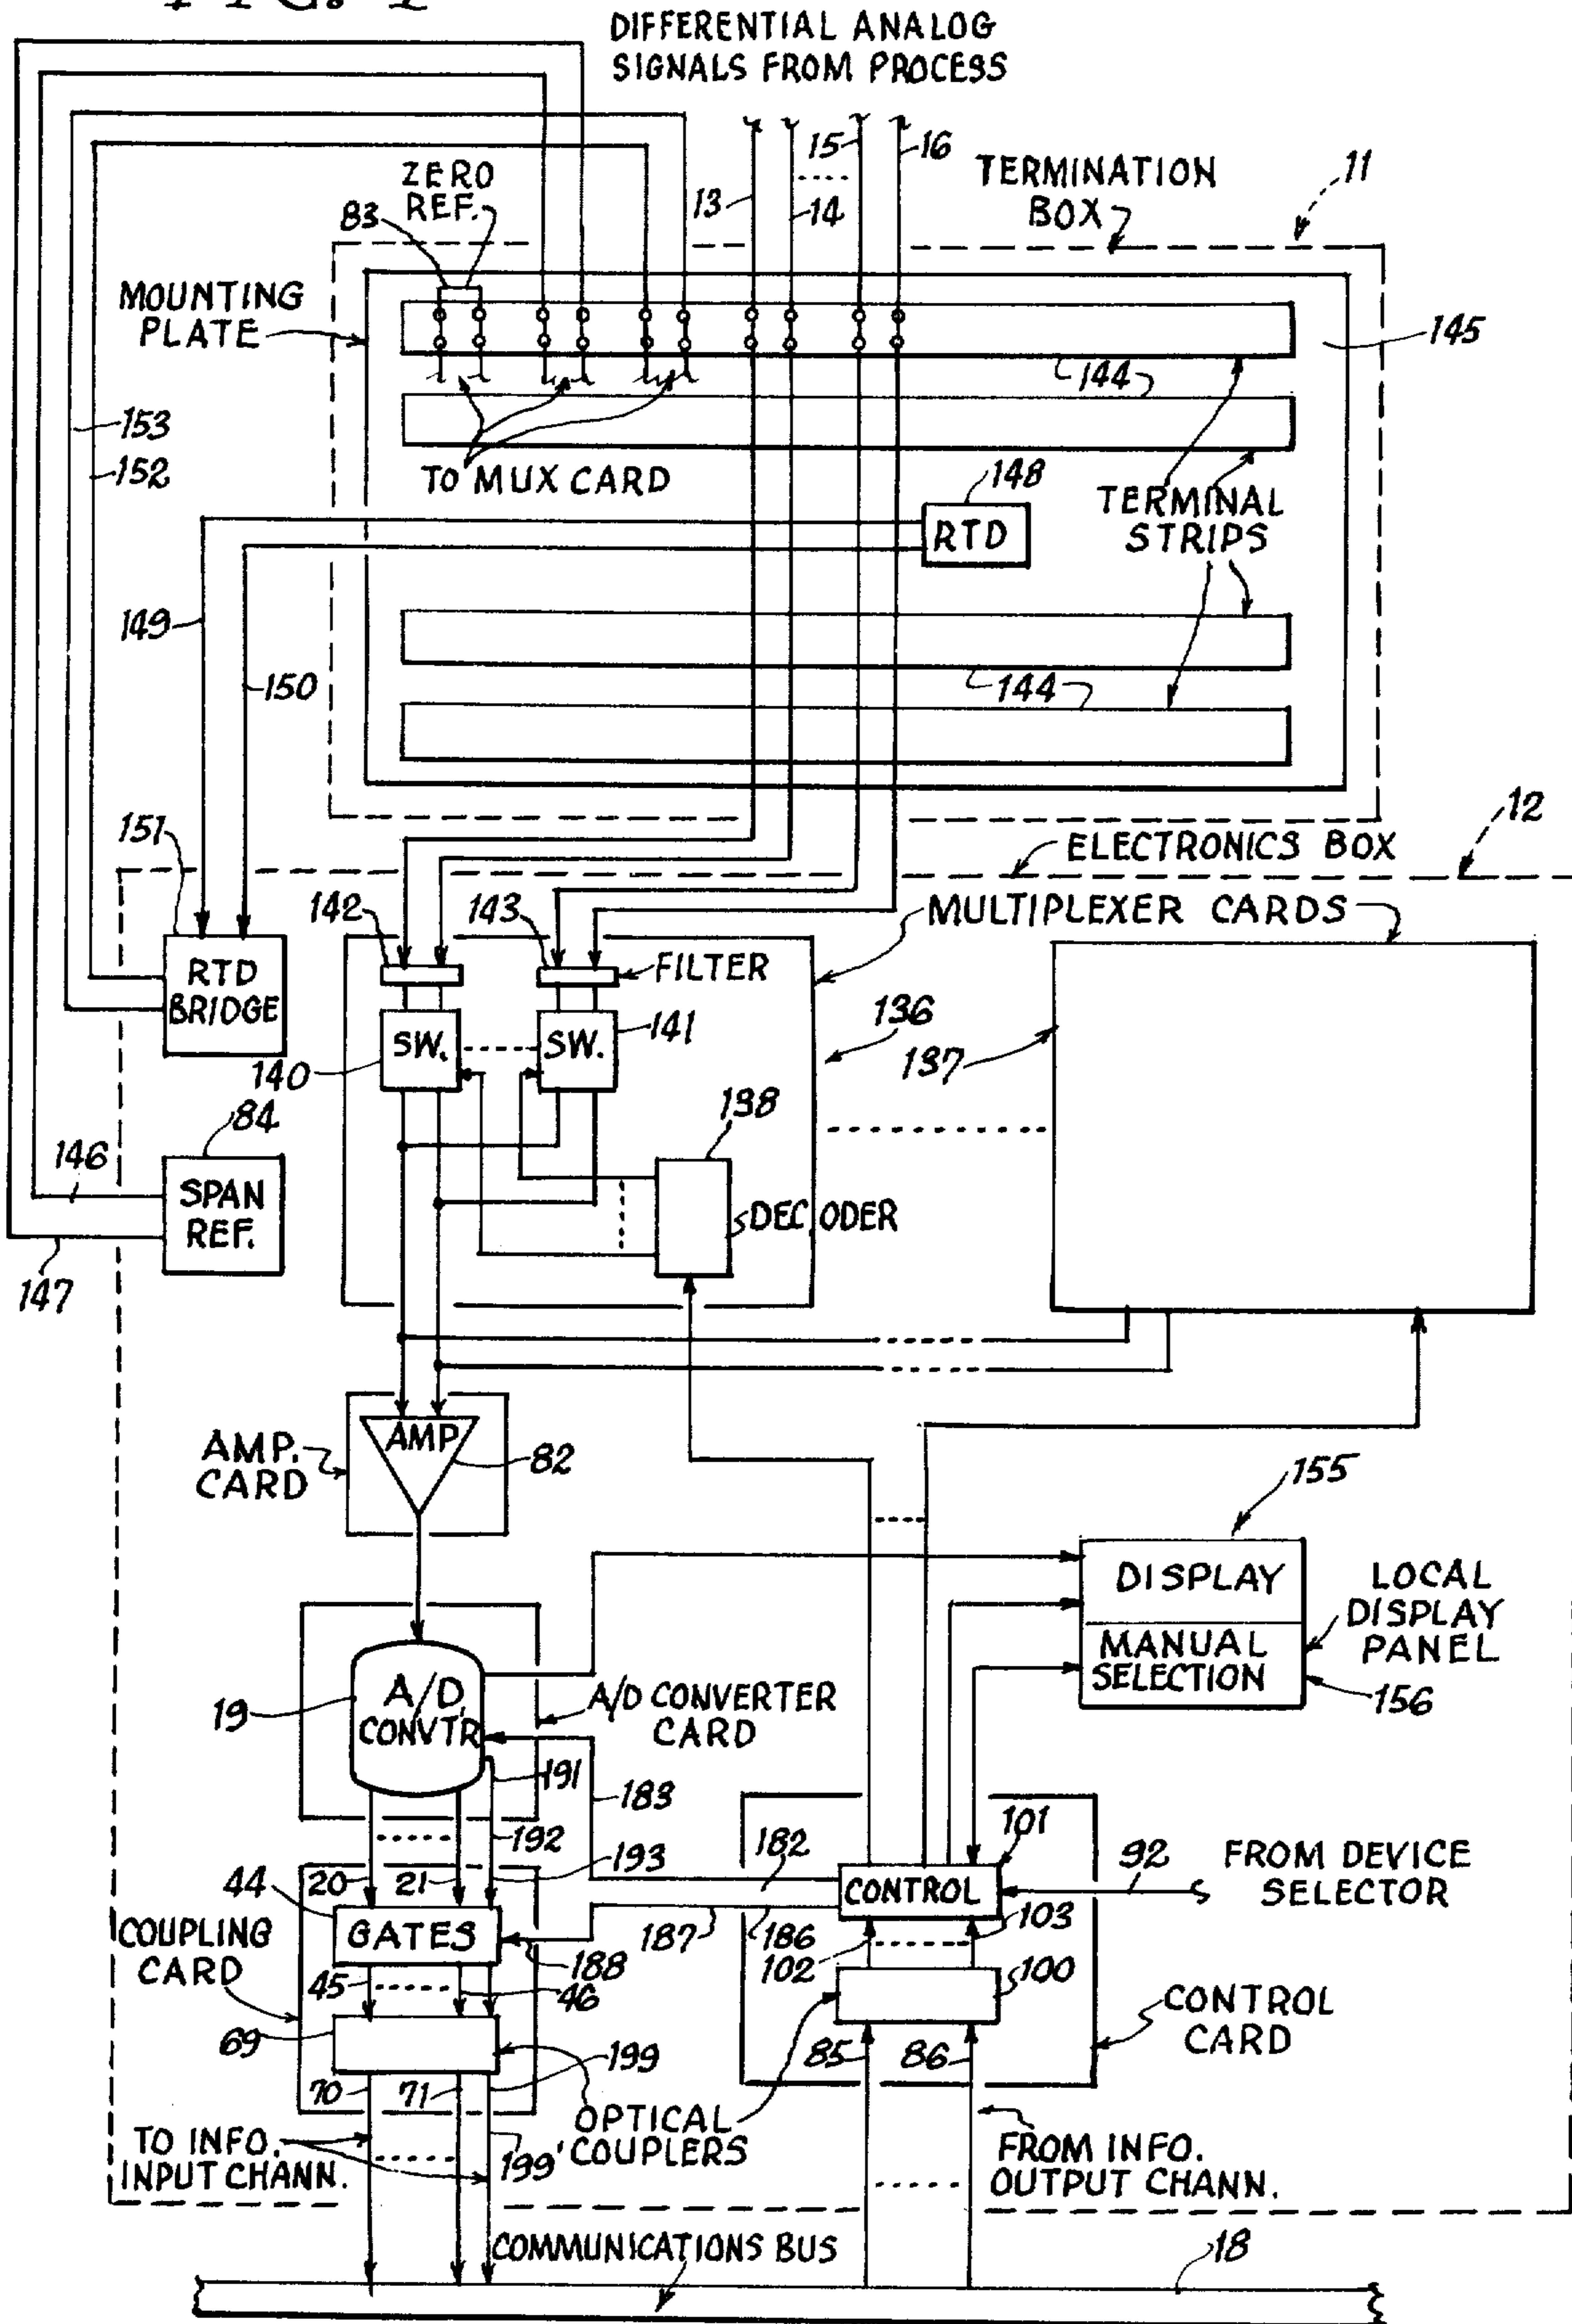 DIFFERENTIAL ANALOG
SIGNALS FROM PROCESS
15
16
ZERO
REF.
13
14
TERMINATION
BOX
11
83
MOUNTING
PLATE
145
144
153
152
TO MUX CARD
148
RTD
TERMINAL
STRIPS
149
150
144
151
12
ELECTRONICS BOX
142
143
MULTIPLEXER CARDS
RTD
BRIDGE
FILTER
SW.
SW.
141
136
140
137
84
138
146
SPAN
REF.
DECODER
147
AMP.
CARD
AMP
82
155
DISPLAY
LOCAL
DISPLAY
PANEL
MANUAL
SELECTION
156
19
A/D
CONVTR
A/D CONVERTER
CARD
191
183
192
101
182
193
92
FROM DEVICE
SELECTOR
20
21
44
CONTROL
GATES
103
COUPLING
CARD
187
186
102
188
100
45
46
CONTROL
CARD
69
85
86
199
70
71
OPTICAL
COUPLERS
TO INFO.
INPUT CHANN.
199'
FROM INFO.
OUTPUT CHANN.
COMMUNICATIONS BUS
18